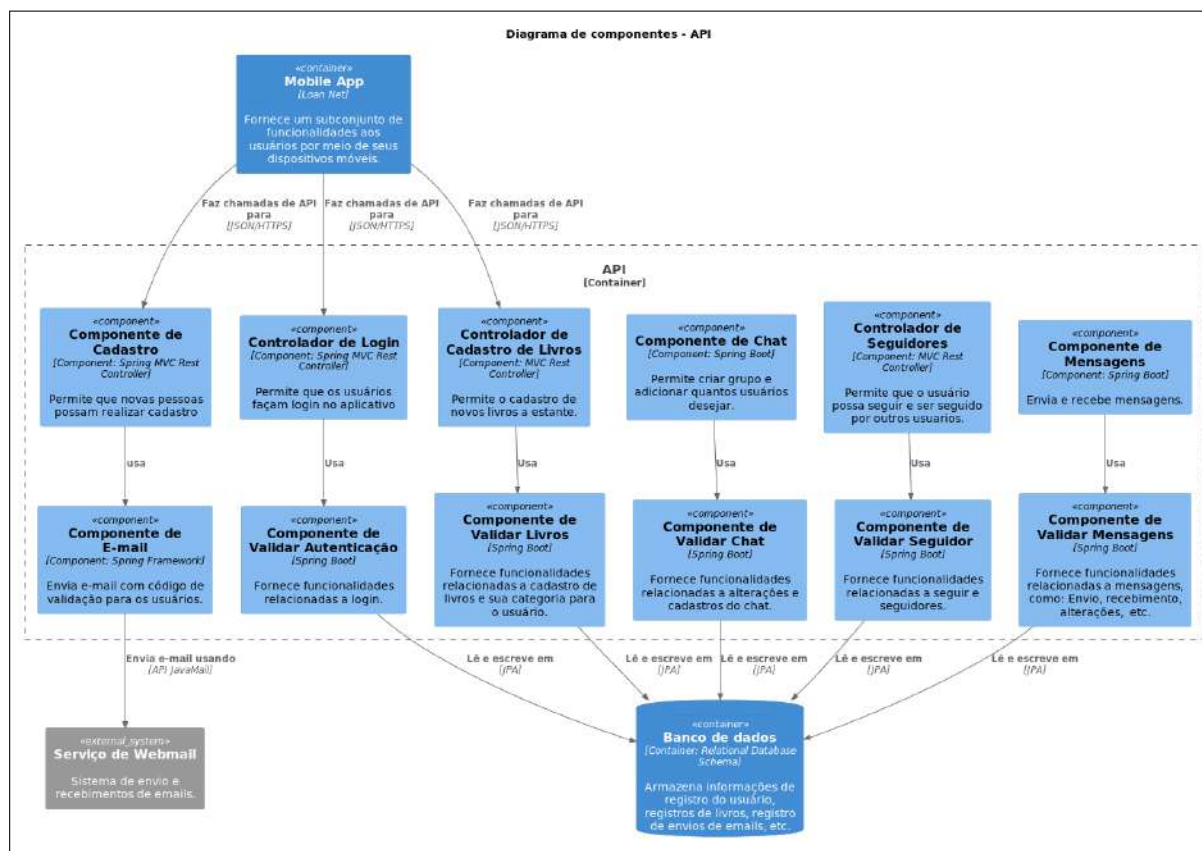 Diagrama de componentes - API
«container»
Mobile App
[Loan Net]
Fornece um subconjunto de
funcionalidades aos
usuários por meio de seus
dispositivos móveis.
Faz chamadas de API
para
[JSON/HTTPS]
Faz chamadas de API
para
[JSON/HTTPS]
Faz chamadas de API
para
[JSON/HTTPS]
API
[Container]
«component»
Componente de
Cadastro
[Component: Spring MVC Rest
Controller]
Permite que novas pessoas
possam realizar cadastro
«component»
Controlador de Login
[Component: Spring MVC Rest
Controller]
Permite que os usuários
façam login no aplicativo
«component»
Controlador de
Cadastro de Livros
[Component: MVC Rest
Controller]
Permite o cadastro de
novos livros a estante.
«component»
Componente de Chat
[Component: Spring Boot]
Permite criar grupo e
adicionar quantos usuários
desejar.
«component»
Controlador de
Seguidores
[Component: MVC Rest
Controller]
Permite que o usuário
possa seguir e ser seguido
por outros usuarios.
«component»
Componente de
Mensagens
[Component: Spring Boot]
Envia e recebe mensagens.
usa
Usa
Usa
Usa
Usa
Usa
«component»
Componente de
E-mail
[Component: Spring Framework]
Envia e-mail com código de
validação para os usuários.
«component»
Componente de
Validar Autenticação
[Spring Boot]
Fornece funcionalidades
relacionadas a login.
«component»
Componente de
Validar Livros
[Spring Boot]
Fornece funcionalidades
relacionadas a cadastro de
livros e sua categoria para
o usuário.
«component»
Componente de
Validar Chat
[Spring Boot]
Fornece funcionalidades
relacionadas a alterações e
cadastros do chat.
«component»
Componente de
Validar Seguidor
[Spring Boot]
Fornece funcionalidades
relacionadas a seguir e
seguidores.
«component»
Componente de
Validar Mensagens
[Spring Boot]
Fornece funcionalidades
relacionadas a mensagens,
como: Envio, recebimento,
alterações, etc.
Envia e-mail usando
[API JavaMail]
Lê e escreve em
[JPA]
Lê e escreve em
[JPA]
Lê e escreve em
[JPA]
Lê e escreve em
[JPA]
Lê e escreve em
[JPA]
«external_system»
Serviço de Webmail
Sistema de envio e
recebimentos de emails.
«container»
Banco de dados
[Container: Relational Database
Schema]
Armazena informações de
registro do usuário,
registros de livros, registro
de envios de emails, etc.